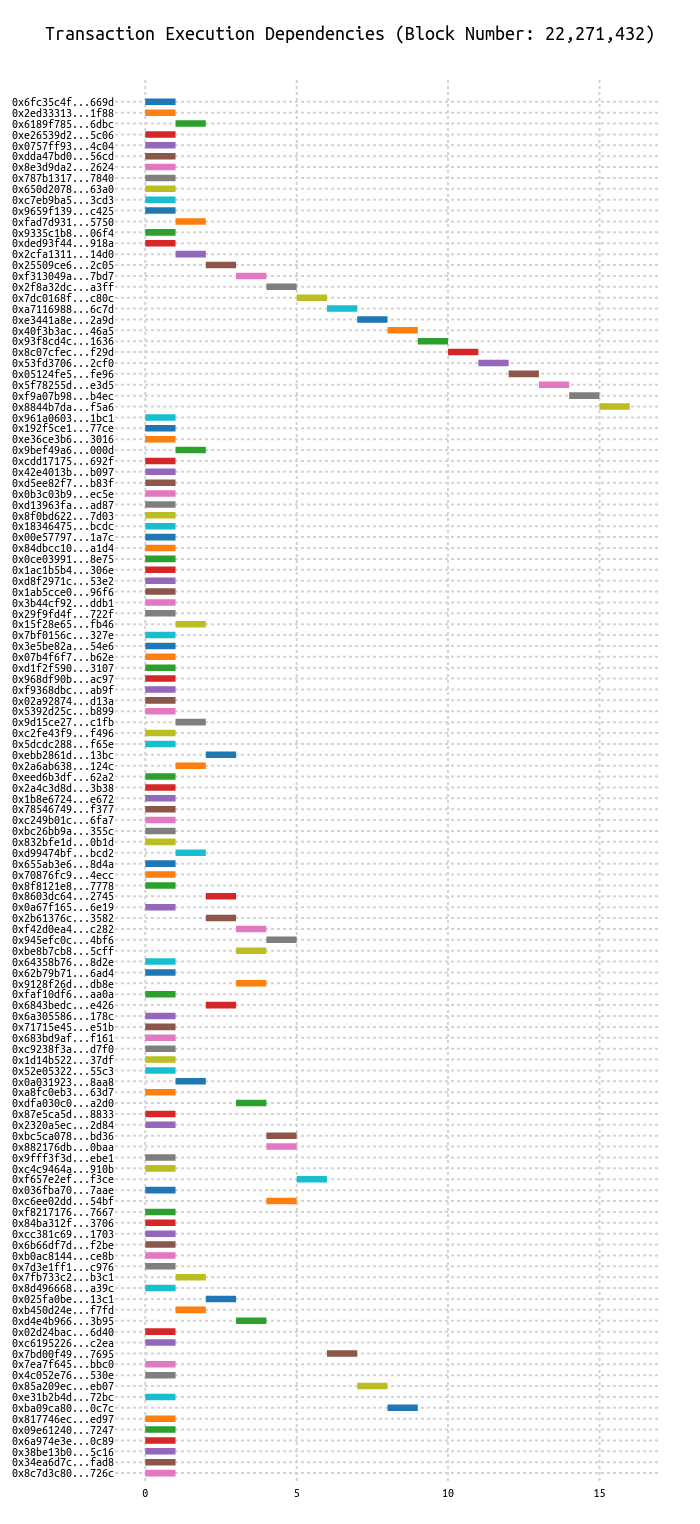 Transaction Execution Dependencies (Block Number: 22,271,432)
0x6fc35c4f...669d
0x2ed33313...1f88
0x6189f785...6dbc
0xe26539d2...5c06
0x0757ff93...4c04
0xdda47bd0...56cd
0x8e3d9da2...2624
0x787b1317...7840
0x650d2078...63a0
0xc7eb9ba5...3cd3
0x9659f139...c425
0xfad7d931...5750
0x9335c1b8...06f4
0xded93f44...918a
0x2cfa1311...14d0
0x25509ce6...2c05
0xf313049a...7bd7
0x2f8a32dc...a3ff
0x7dc0168f...c80c
0xa7116988...6c7d
0xe3441a8e...2a9d
0x40f3b3ac...46a5
0x93f8cd4c...1636
0x8c07cfec...f29d
0x53fd3706...2cf0
0x05124fe5...fe96
0x5f78255d...e3d5
0xf9a07b98...b4ec
0x8844b7da...f5a6
0x961a0603...1bc1
0x192f5ce1...77ce
0xe36ce3b6...3016
0x9bef49a6...000d
0xcdd17175...692f
0x42e4013b...b097
0xd5ee82f7...b83f
0x0b3c03b9...ec5e
0xd13963fa...ad87
0x8f0bd622...7d03
0x18346475...bcdc
0x00e57797...1a7c
0x84dbcc10...a1d4
0x0ce03991...8e75
0x1ac1b5b4...306e
0xd8f2971c...53e2
0x1ab5cce0...96f6
0x3b44cf92...ddb1
0x29f9fd4f...722f
0x15f28e65...fb46
0x7bf0156c...327e
0x3e5be82a...54e6
0x07b4f6f7...b62e
0xd1f2f590...3107
0x968df90b...ac97
0xf9368dbc...ab9f
0x02a92874...d13a
0x5392d25c...b899
0x9d15ce27...c1fb
0xc2fe43f9...f496
0x5dcdc288...f65e
0xebb2861d...13bc
0x2a6ab638...124c
0xeed6b3df...62a2
0x2a4c3d8d...3b38
0x1b8e6724...e672
0x78546749...f377
0xc249b01c...6fa7
0xbc26bb9a...355c
0x832bfe1d...0b1d
0xd99474bf...bcd2
0x655ab3e6...8d4a
0x70876fc9...4ecc
0x8f8121e8...7778
0x8603dc64...2745
0x0a67f165...6e19
0x2b61376c...3582
0xf42d0ea4...c282
0x945efc0c...4bf6
0xbe8b7cb8...5cff
0x64358b76...8d2e
0x62b79b71...6ad4
0x9128f26d...db8e
0xfaf10df6...aa0a
0x6843bedc...e426
0x6a305586...178c
0x71715e45...e51b
0x683bd9af...f161
0xc9238f3a...d7f0
0x1d14b522...37df
0x52e05322...55c3
0x0a031923...8aa8
0xa8fc0eb3...63d7
0xdfa030c0...a2d0
0x87e5ca5d...8833
0x2320a5ec...2d84
0xbc5ca078...bd36
0x882176db...0baa
0x9fff3f3d...ebe1
0xc4c9464a...910b
0xf657e2ef...f3ce
0x036fba70...7aae
0xc6ee02dd...54bf
0xf8217176...7667
0x84ba312f...3706
0xcc381c69...1703
0x6b66df7d...f2be
0xb0ac8144...ce8b
0x7d3e1ff1...c976
0x7fb733c2...b3c1
0x8d496668...a39c
0x025fa0be...13c1
0xb450d24e...f7fd
0xd4e4b966...3b95
0x02d24bac...6d40
0xc6195226...c2ea
0x7bd00f49...7695
0x7ea7f645...bbc0
0x4c052e76...530e
0x85a209ec...eb07
0xe31b2b4d...72bc
0xba09ca80...0c7c
0x817746ec...ed97
0x09e61240...7247
0x6a974e3e...0c89
0x38be13b0...5c16
0x34ea6d7c...fad8
0x8c7d3c80...726c
0 5 10 15